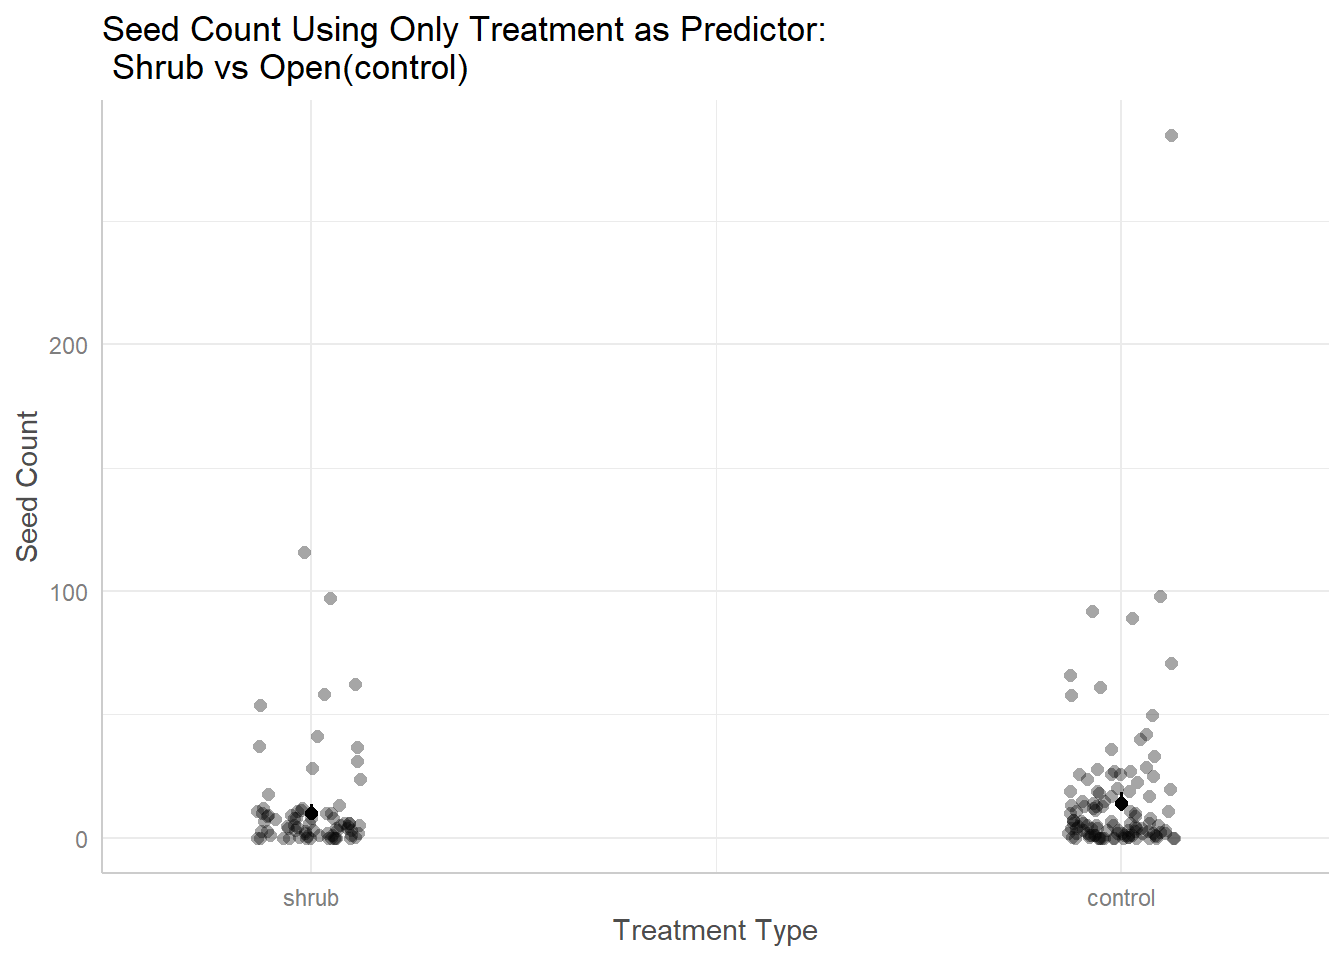 Seed Count Using Only Treatment as Predictor:
Shrub vs Open(control)
Seed Count
200
100
0
shrub
control
Treatment Type